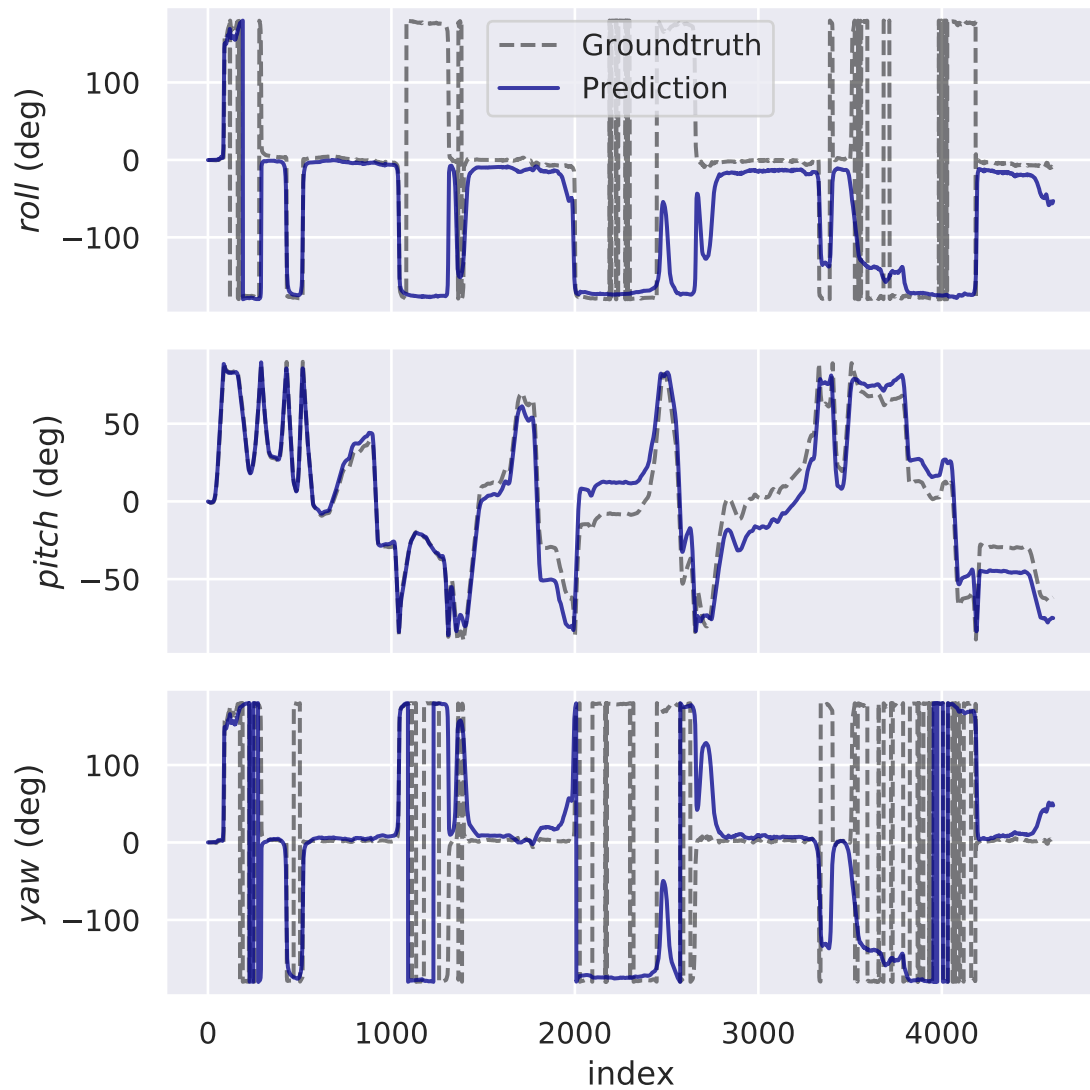 Groundtruth
Prediction
roll (deg)
100
0
−100
pitch (deg)
50
0
−50
yaw (deg)
100
0
−100
0 1000 2000 3000 4000
index